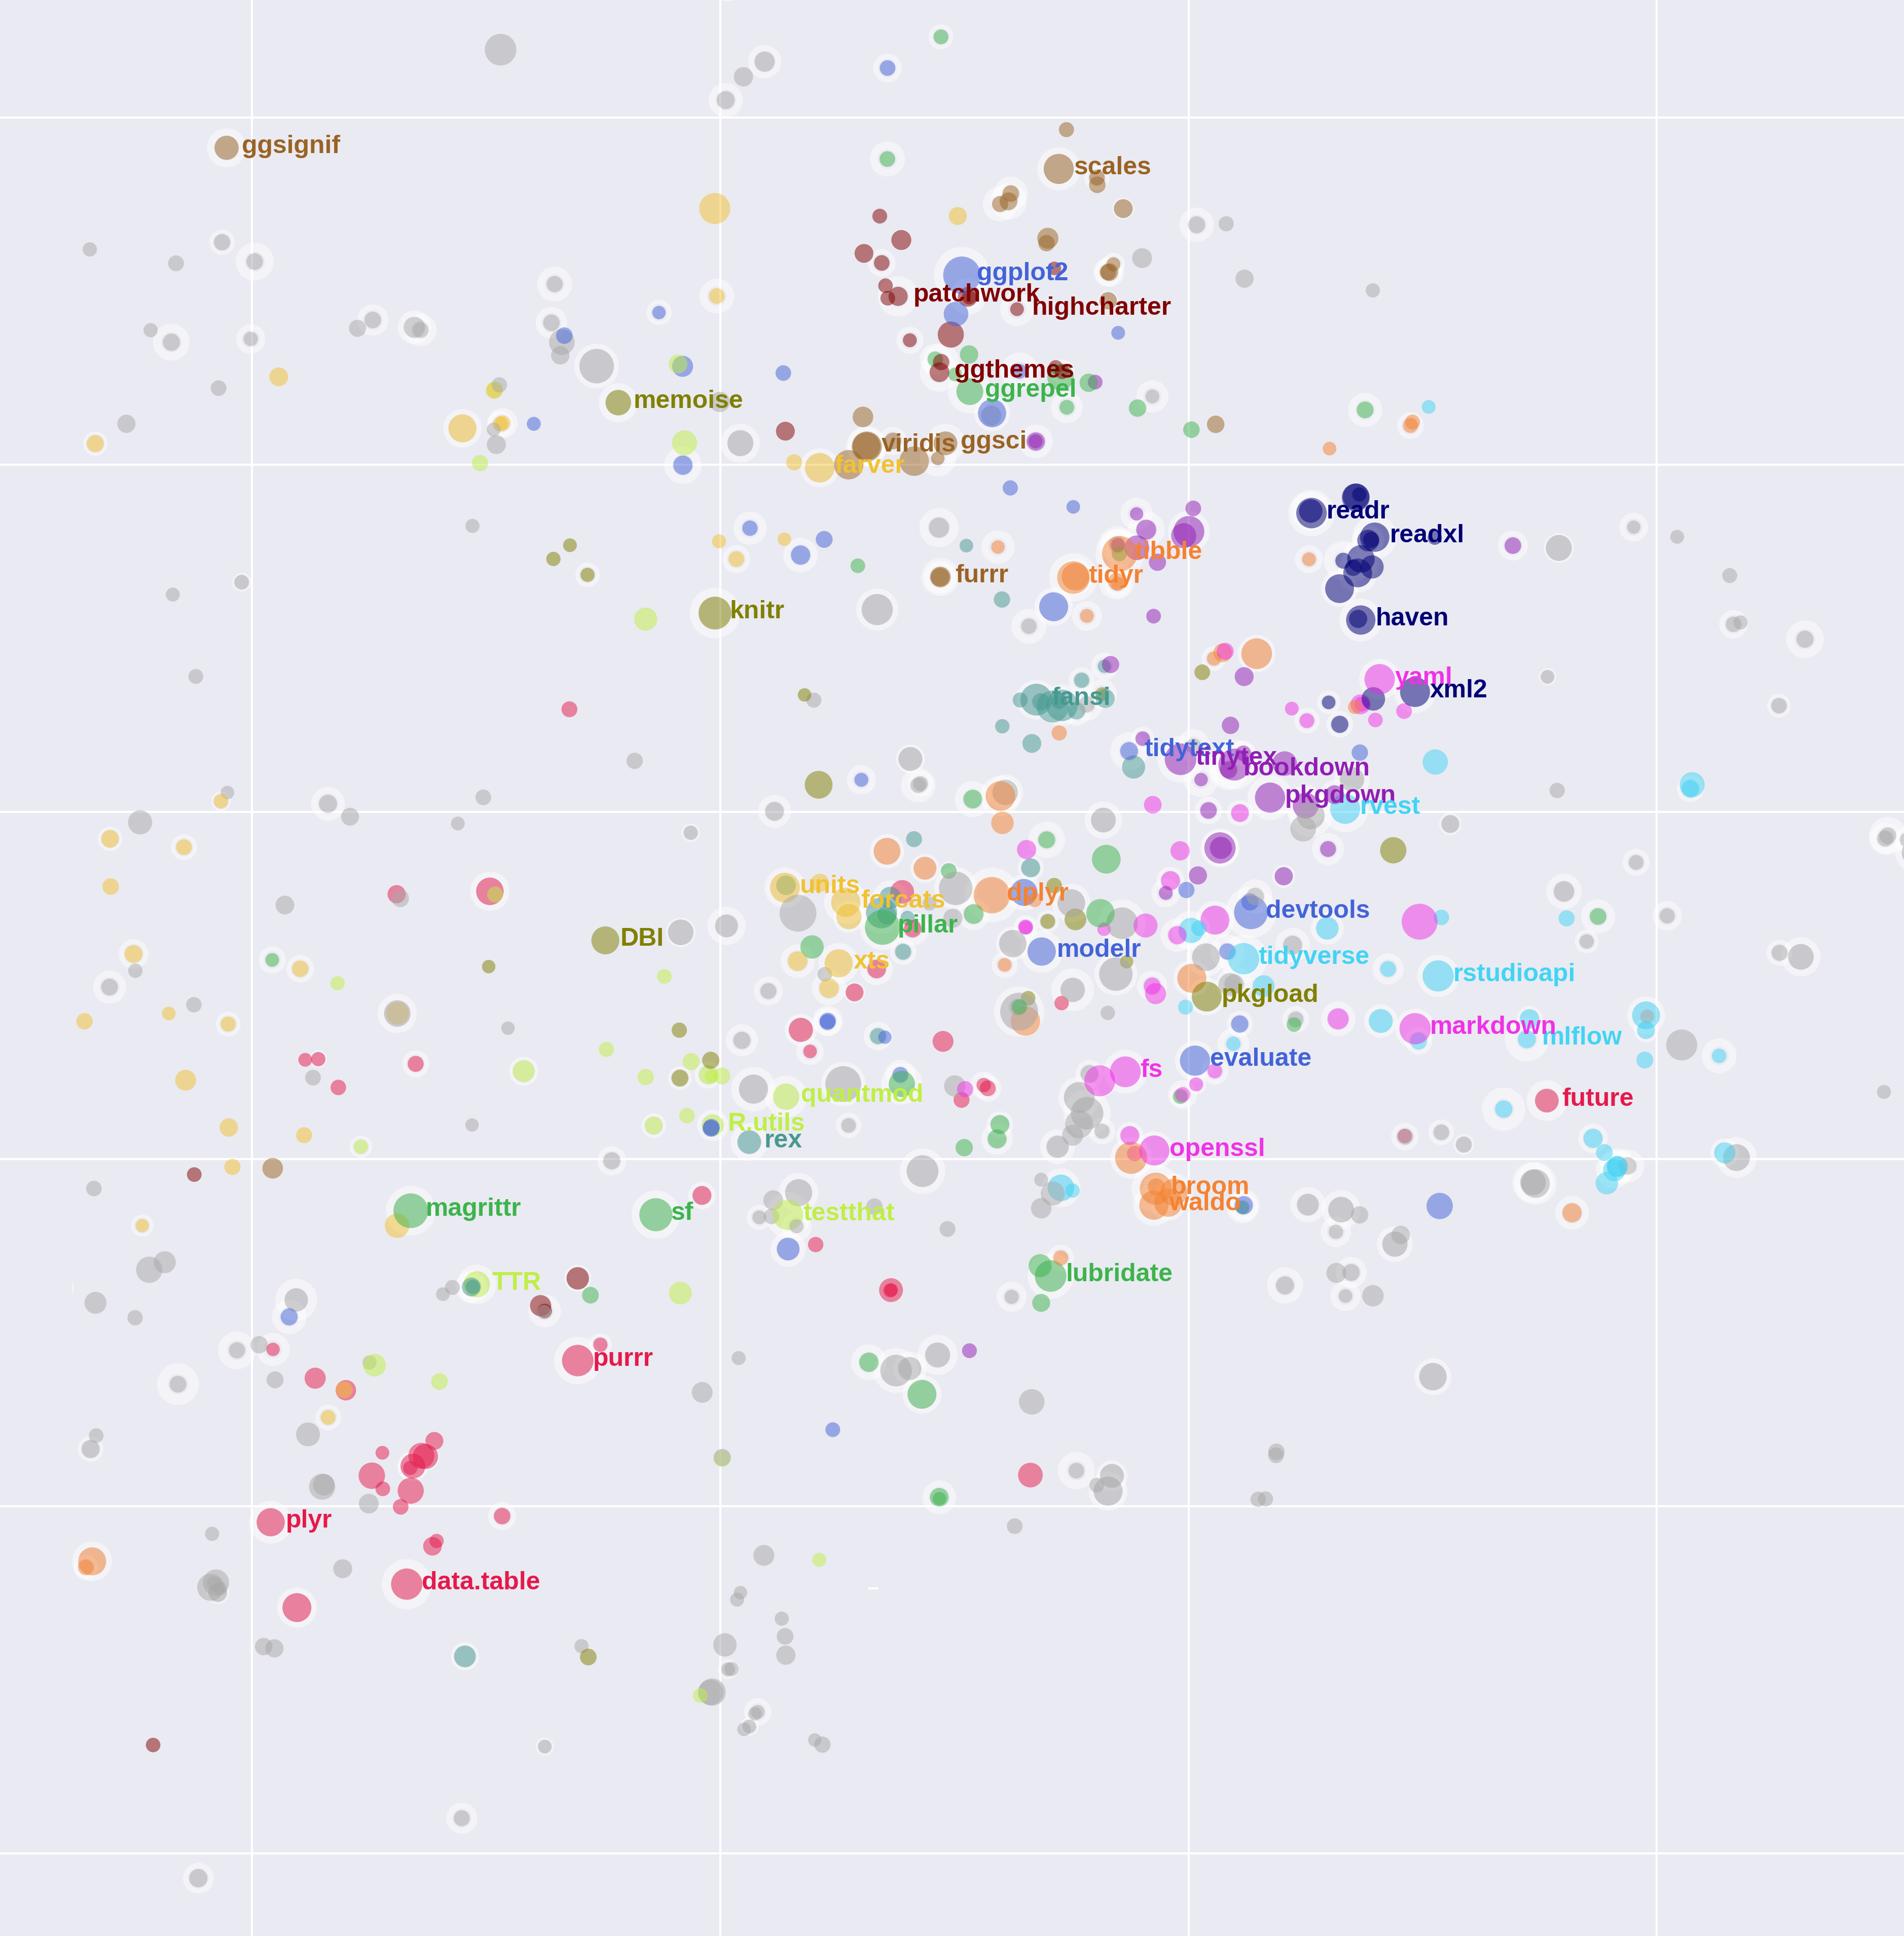 ggsignif
scales
ggplot2
patchwork
highcharter
ggthemes
ggrepel
memoise
viridis
ggsci
farver
readr
readxl
tibble
furrr
tidyr
knitr
haven
yaml
xml2
fansi
tidytext
tinytex
bookdown
pkgdown
rvest
units
forcats
dplyr
pillar
devtools
DBI
modelr
tidyverse
xts
rstudioapi
pkgload
markdown
mlflow
evaluate
fs
quantmod
future
R.utils
rex
openssl
broom
waldo
magrittr
sf
testthat
lubridate
TTR
purrr
plyr
data.table